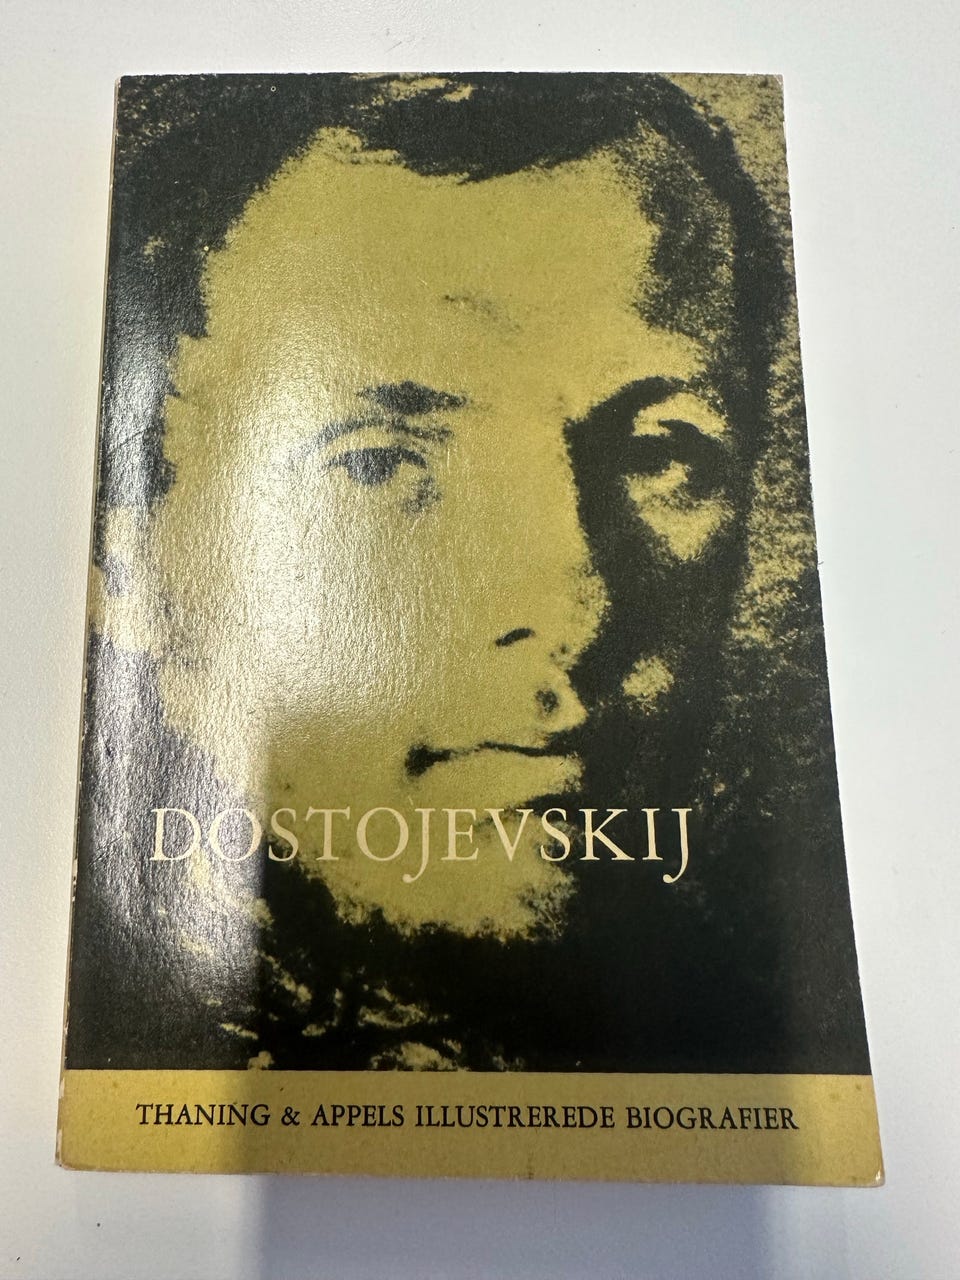 DOSTOJEVSKIJ
THANING & APPELS ILLUSTREREDE BIOGRAFIER